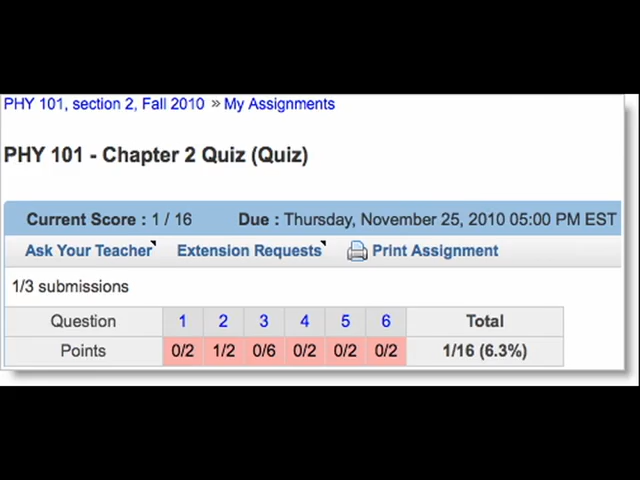 PHY 101, section 2, Fall 2010 » My Assignments
PHY 101 - Chapter 2 Quiz (Quiz)
Current Score : 1 / 16 Due : Thursday, November 25, 2010 05:00 PM EST
Ask Your Teacher Extension Requests Print Assignment
1/3 submissions
Question 1 2 3 4 5 6 Total
Points 0/2 1/2 0/6 0/2 0/2 0/2 1/16 (6.3%)